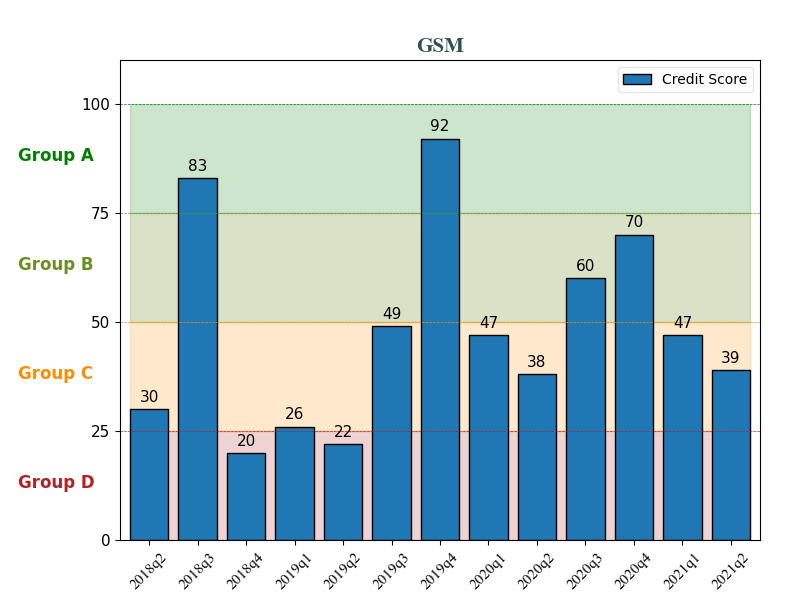 GSM
Credit Score
100
Group A
92
83
75
70
Group B
60
50
49
47
47
Group C
38
39
30
25
26
20
22
Group D
0
2018q2
2018q3
2018q4
2019q1
2019q2
2019q3
2019q4
2020q1
2020q2
2020q3
2020q4
2021q1
2021q2